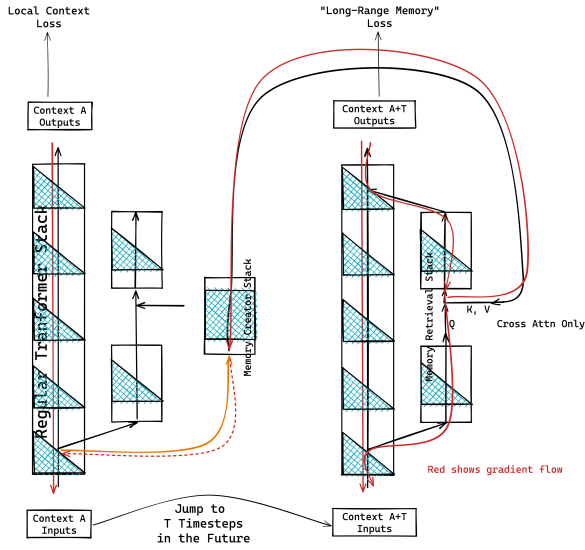 Local Context
Loss
"Long-Range Memory"
Loss
Context A
Outputs
Context A+T
Outputs
Regular Tranformer stack
Memory Creator Stack
Memory Retrieval Stack
K, V
Q
Cross Attn Only
Red shows gradient flow
Context A
Inputs
Jump to
T Timesteps
in the Future
Context A+T
Inputs